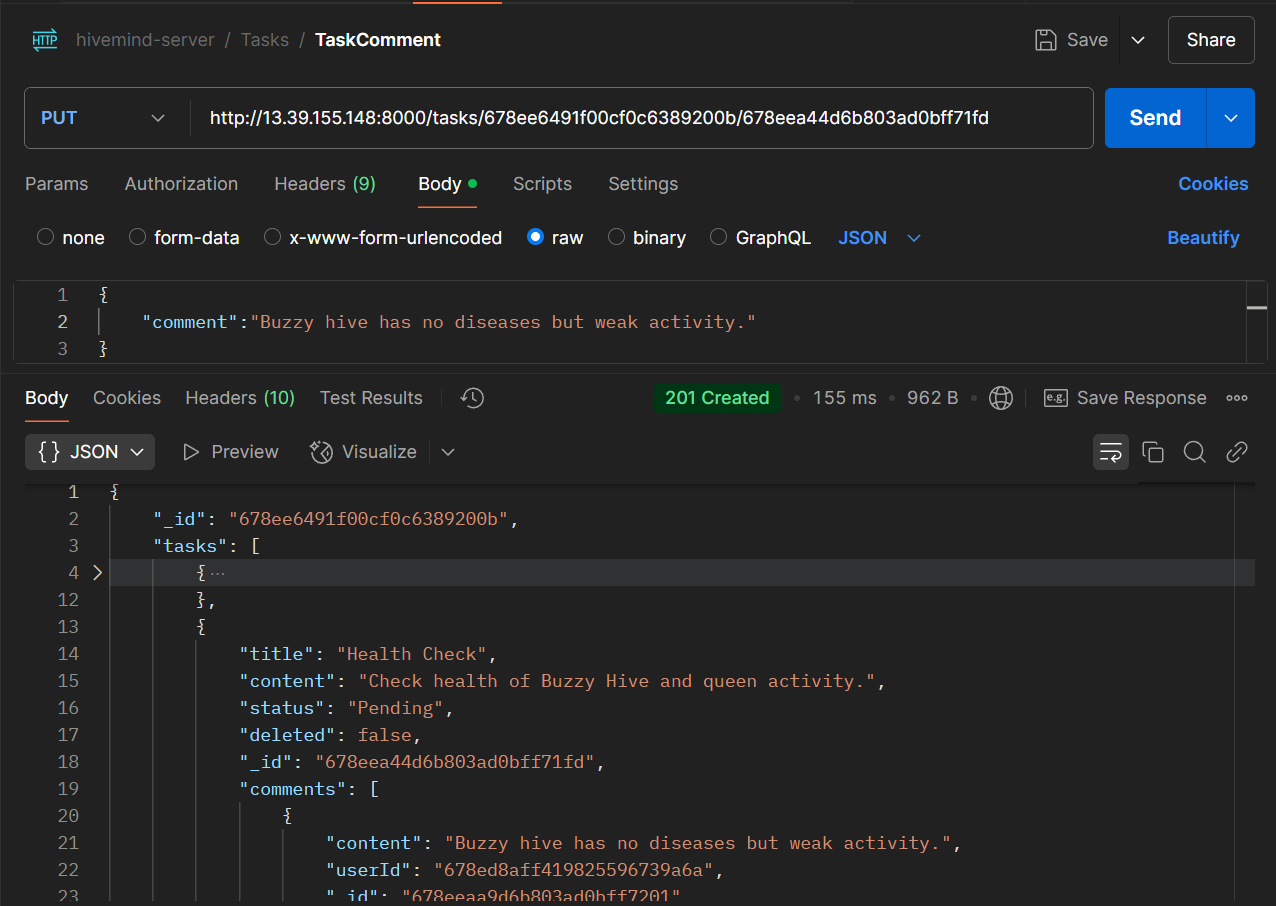 HTTP hivemind-server / Tasks / TaskComment Save Share
PUT http://13.39.155.148:8000/tasks/678ee6491f00cf0c6389200b/678eea44d6b803ad0bff71fd Send
Params Authorization Headers (9) Body Scripts Settings Cookies
none form-data x-www-form-urlencoded raw binary GraphQL JSON Beautify
1 {
2 "comment":"Buzzy hive has no diseases but weak activity."
3 }
Body Cookies Headers (10) Test Results 201 Created • 155 ms • 962 B • e.g. Save Response
{} JSON Preview Visualize
1 {
2 "_id": "678ee6491f00cf0c6389200b",
3 "tasks": [
4 { ...
12 },
13 {
14 "title": "Health Check",
15 "content": "Check health of Buzzy Hive and queen activity.",
16 "status": "Pending",
17 "deleted": false,
18 "_id": "678eea44d6b803ad0bff71fd",
19 "comments": [
20 {
21 "content": "Buzzy hive has no diseases but weak activity.",
22 "userId": "678ed8aff419825596739a6a",
23 "_id": "678eeaa9d6b803ad0bff7201"